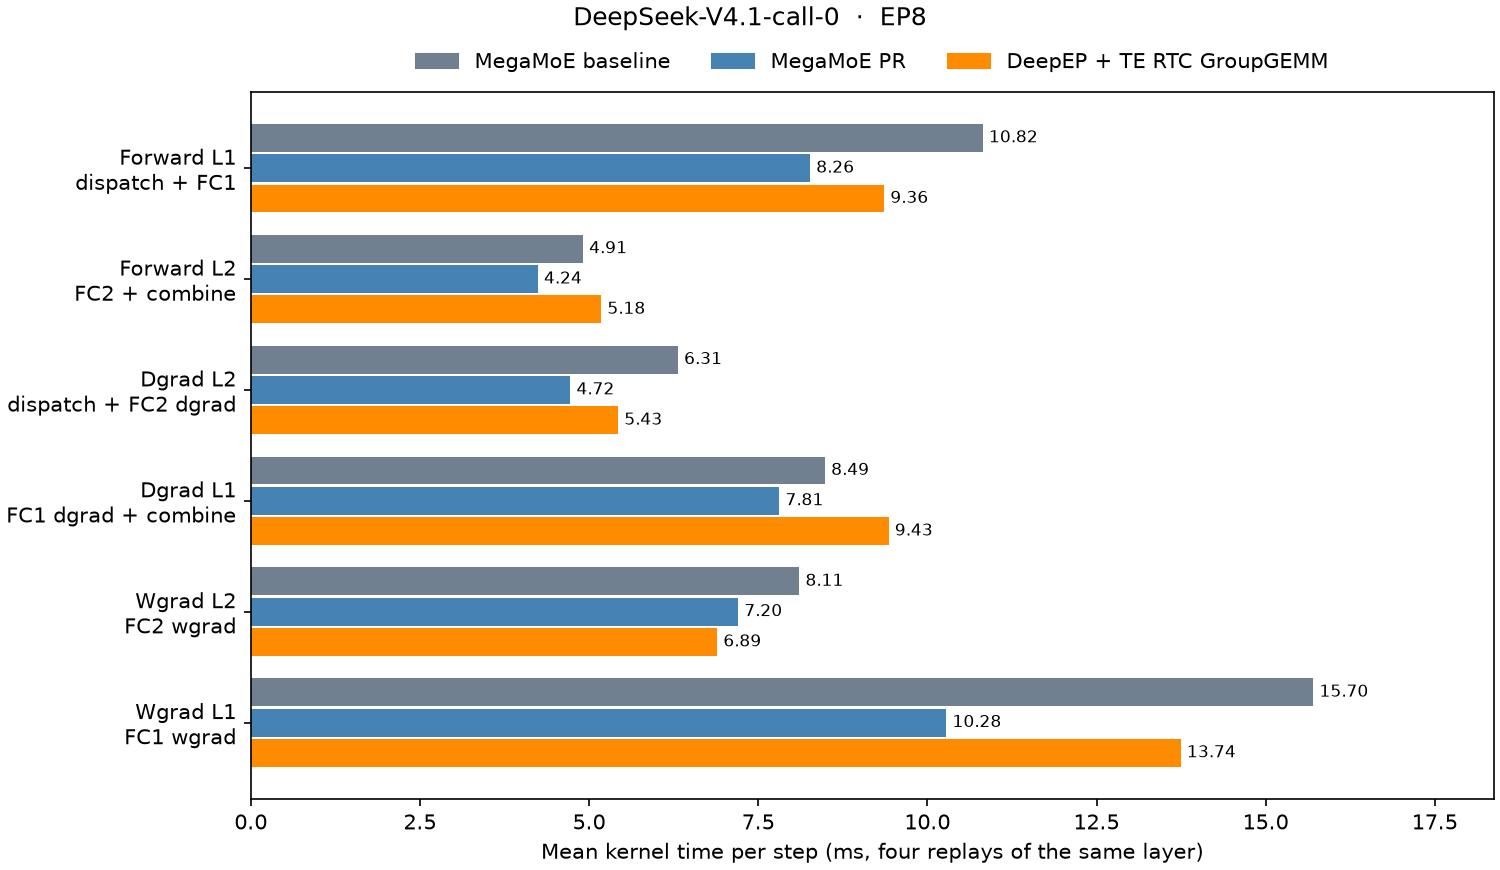 DeepSeek-V4.1-call-0 · EP8
MegaMoE baseline
MegaMoE PR
DeepEP + TE RTC GroupGEMM
Forward L1
dispatch + FC1
10.82
8.26
9.36
Forward L2
FC2 + combine
4.91
4.24
5.18
Dgrad L2
dispatch + FC2 dgrad
6.31
4.72
5.43
Dgrad L1
FC1 dgrad + combine
8.49
7.81
9.43
Wgrad L2
FC2 wgrad
8.11
7.20
6.89
Wgrad L1
FC1 wgrad
15.70
10.28
13.74
0.0 2.5 5.0 7.5 10.0 12.5 15.0 17.5
Mean kernel time per step (ms, four replays of the same layer)